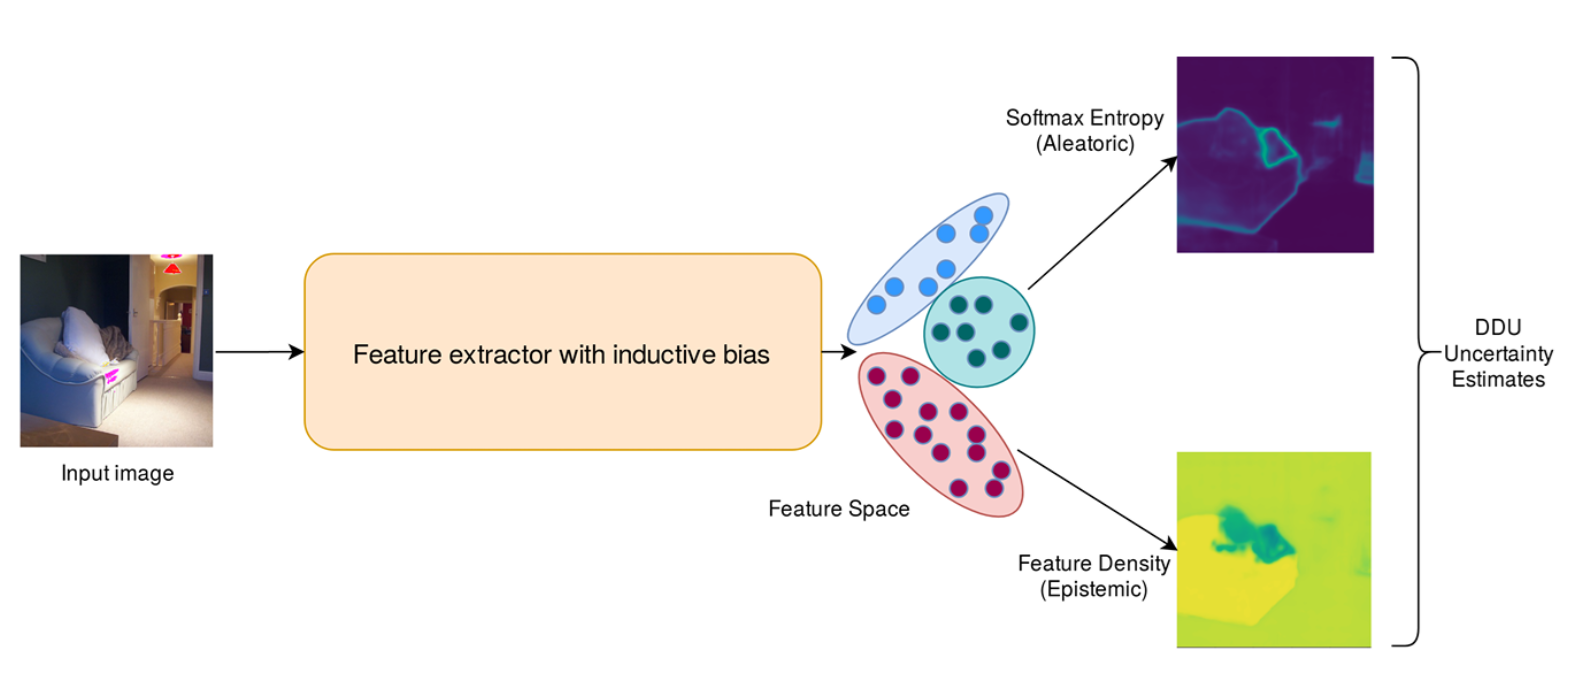 Input image
Feature extractor with inductive bias
Feature Space
Softmax Entropy
(Aleatoric)
Feature Density
(Epistemic)
DDU
Uncertainty
Estimates